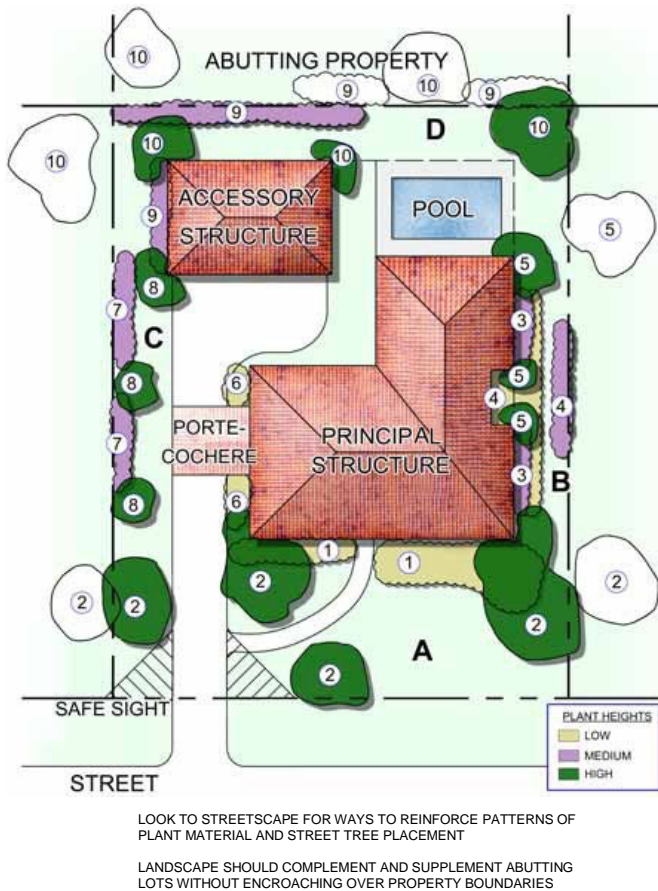 10
ABUTTING PROPERTY
10
9
9
9
10
D
10
10
10
ACCESSORY
STRUCTURE
9
POOL
5
5
8
7
3
C
6
5
8
4
4
5
7
PORTE-
COCHERE
PRINCIPAL
STRUCTURE
3
B
6
8
1
1
2
2
2
2
2
A
2
SAFE SIGHT
STREET
PLANT HEIGHTS
LOW
MEDIUM
HIGH
LOOK TO STREETSCAPE FOR WAYS TO REINFORCE PATTERNS OF
PLANT MATERIAL AND STREET TREE PLACEMENT
LANDSCAPE SHOULD COMPLEMENT AND SUPPLEMENT ABUTTING
LOTS WITHOUT ENCROACHING OVER PROPERTY BOUNDARIES